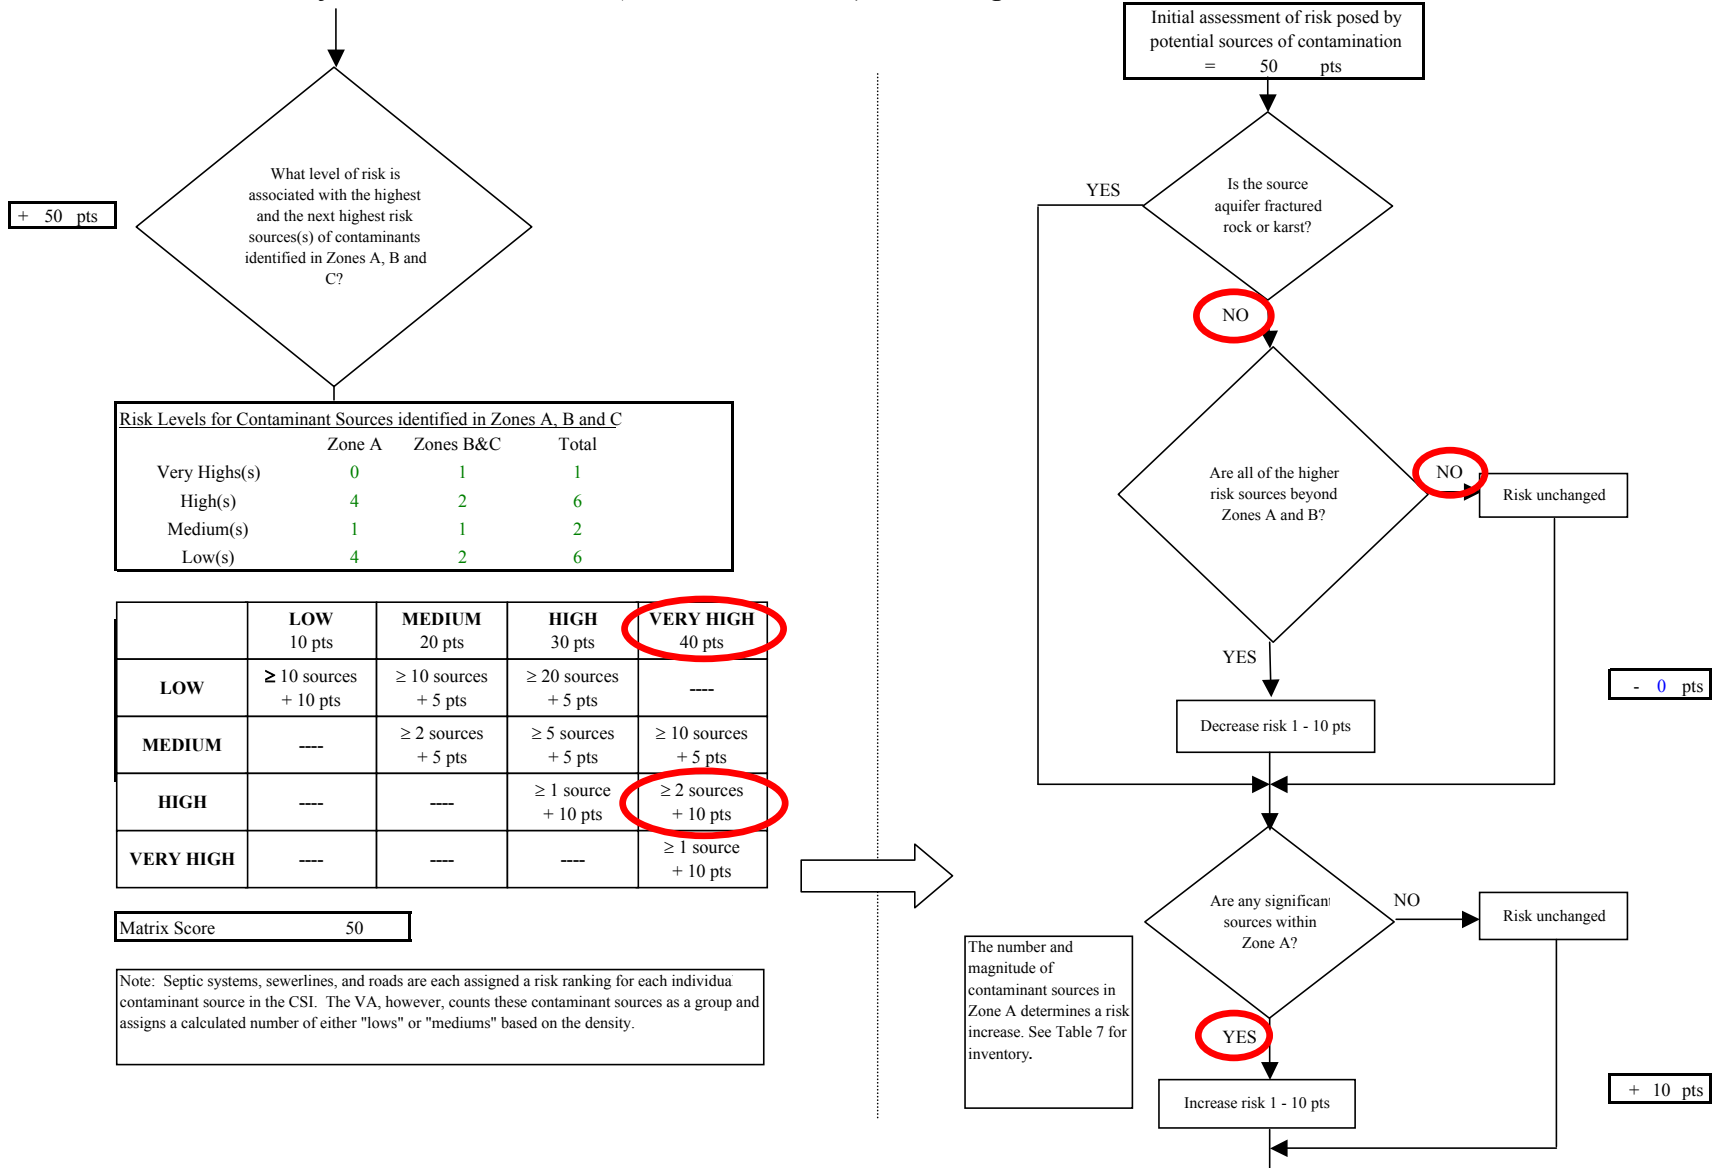 + 50 pts
What level of risk is
associated with the highest
and the next highest risk
sources(s) of contaminants
identified in Zones A, B and
C?
Risk Levels for Contaminant Sources identified in Zones A, B and C
Zone A Zones B&C Total
Very Highs(s) 0 1 1
High(s) 4 2 6
Medium(s) 1 1 2
Low(s) 4 2 6
LOW MEDIUM HIGH VERY HIGH
10 pts 20 pts 30 pts 40 pts
LOW ≥ 10 sources + 10 pts ≥ 10 sources + 5 pts ≥ 20 sources + 5 pts ----
MEDIUM ---- ≥ 2 sources + 5 pts ≥ 5 sources + 5 pts ≥ 10 sources + 5 pts
HIGH ---- ---- ≥ 1 source + 10 pts ≥ 2 sources + 10 pts
VERY HIGH ---- ---- ---- ≥ 1 source + 10 pts
Matrix Score 50
Note: Septic systems, sewerlines, and roads are each assigned a risk ranking for each individua
contaminant source in the CSI. The VA, however, counts these contaminant sources as a group and
assigns a calculated number of either "lows" or "mediums" based on the density.
Initial assessment of risk posed by
potential sources of contamination
= 50 pts
Is the source
aquifer fractured
rock or karst?
YES
NO
Are all of the higher
risk sources beyond
Zones A and B?
NO
Risk unchanged
YES
Decrease risk 1 - 10 pts
- 0 pts
Are any significant
sources within
Zone A?
NO
Risk unchanged
The number and
magnitude of
contaminant sources in
Zone A determines a risk
increase. See Table 7 for
inventory.
YES
Increase risk 1 - 10 pts
+ 10 pts